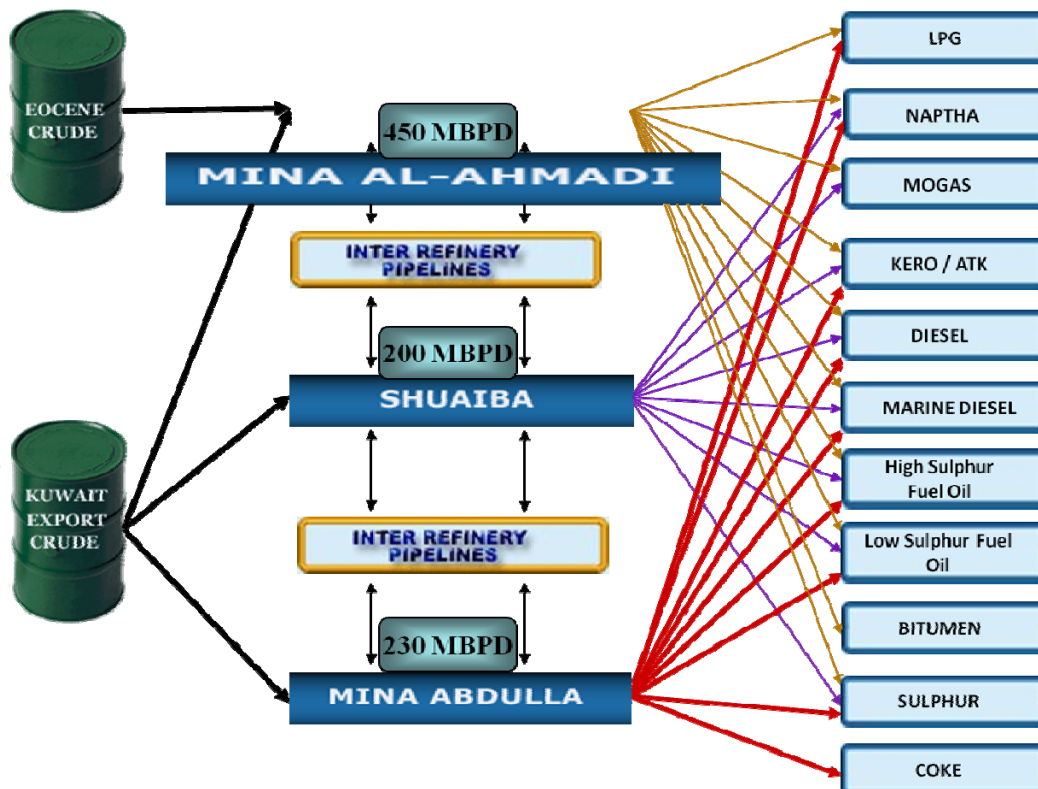 EOCENE
CRUDE
KUWAIT
EXPORT
CRUDE
450 MBPD
MINA AL-AHMADI
INTER REFINERY
PIPELINES
200 MBPD
SHUAIBA
INTER REFINERY
PIPELINES
230 MBPD
MINA ABDULLA
LPG
NAPTHA
MOGAS
KERO / ATK
DIESEL
MARINE DIESEL
High Sulphur
Fuel Oil
Low Sulphur Fuel
Oil
BITUMEN
SULPHUR
COKE